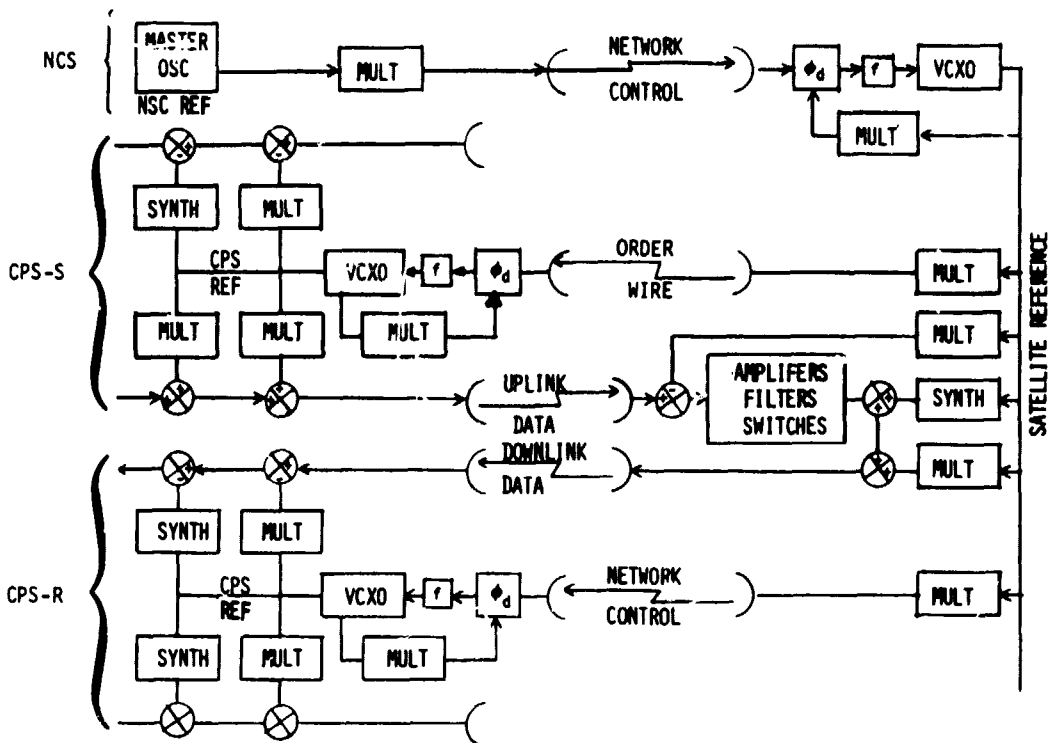 NCS
MASTER
OSC
NSC REF
MULT
NETWORK
CONTROL
ϕd
f
VCXO
MULT
CPS-S
SYNTH
MULT
CPS
REF
VCXO
f
ϕd
ORDER
WIRE
MULT
MULT
MULT
MULT
MULT
UPLINK
DATA
AMPLIFERS
FILTERS
SWITCHES
SYNTH
DOWNLINK
DATA
MULT
SATELLITE REFERENCE
CPS-R
SYNTH
MULT
CPS
REF
VCXO
f
ϕd
NETWORK
CONTROL
MULT
SYNTH
MULT
MULT